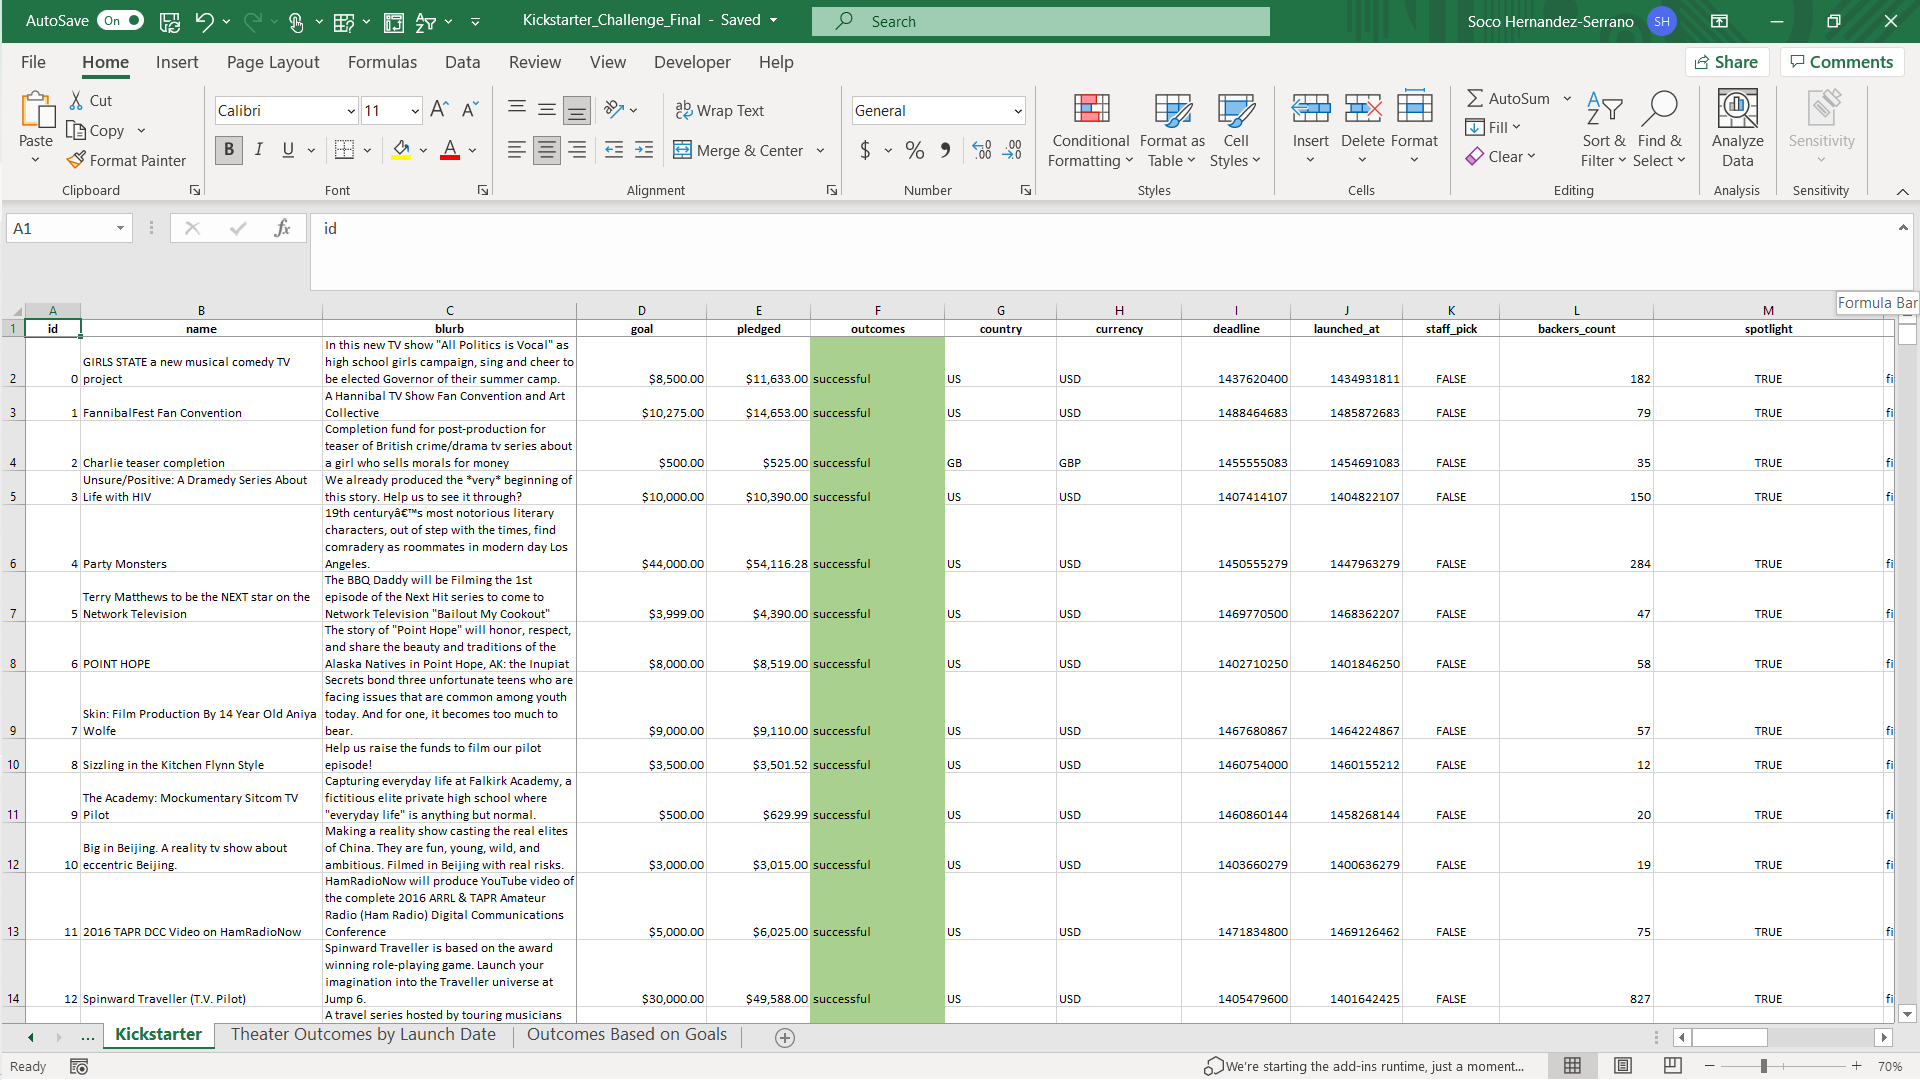 AutoSave On Kickstarter_Challenge_Final - Saved Search Soco Hernandez-Serrano SH
File Home Insert Page Layout Formulas Data Review View Developer Help Share Comments
Paste Cut Copy Format Painter Clipboard
Calibri 11 B I U A Font
Wrap Text Merge & Center Alignment
General $ % Number
Conditional Formatting Format as Table Cell Styles Styles
Insert Delete Format Cells
AutoSum Fill Clear Sort & Filter Find & Select Editing
Analyze Data Analysis
Sensitivity Sensitivity
A1 fx id
Formula Bar
A B C D E F G H I J K L M
1 id name blurb goal pledged outcomes country currency deadline launched_at staff_pick backers_count spotlight
In this new TV show "All Politics is Vocal" as
GIRLS STATE a new musical comedy TV high school girls campaign, sing and cheer to
2 0 project be elected Governor of their summer camp. $8,500.00 $11,633.00 successful US USD 1437620400 1434931811 FALSE 182 TRUE fi
A Hannibal TV Show Fan Convention and Art
3 1 FannibalFest Fan Convention Collective $10,275.00 $14,653.00 successful US USD 1488464683 1485872683 FALSE 79 TRUE fi
Completion fund for post-production for
teaser of British crime/drama tv series about
4 2 Charlie teaser completion a girl who sells morals for money $500.00 $525.00 successful GB GBP 1455555083 1454691083 FALSE 35 TRUE fi
Unsure/Positive: A Dramedy Series About We already produced the *very* beginning of
5 3 Life with HIV this story. Help us to see it through? $10,000.00 $10,390.00 successful US USD 1407414107 1404822107 FALSE 150 TRUE fi
19th centuryâ€™s most notorious literary
characters, out of step with the times, find
comradery as roommates in modern day Los
6 4 Party Monsters Angeles. $44,000.00 $54,116.28 successful US USD 1450555279 1447963279 FALSE 284 TRUE fi
The BBQ Daddy will be Filming the 1st
Terry Matthews to be the NEXT star on the episode of the Next Hit series to come to
7 5 Network Television Network Television "Bailout My Cookout" $3,999.00 $4,390.00 successful US USD 1469770500 1468362207 FALSE 47 TRUE fi
The story of "Point Hope" will honor, respect,
and share the beauty and traditions of the
8 6 POINT HOPE Alaska Natives in Point Hope, AK: the Inupiat $8,000.00 $8,519.00 successful US USD 1402710250 1401846250 FALSE 58 TRUE fi
Secrets bond three unfortunate teens who are
facing issues that are common among youth
Skin: Film Production By 14 Year Old Aniya today. And for one, it becomes too much to
9 7 Wolfe bear. $9,000.00 $9,110.00 successful US USD 1467680867 1464224867 FALSE 57 TRUE fi
Help us raise the funds to film our pilot
10 8 Sizzling in the Kitchen Flynn Style episode! $3,500.00 $3,501.52 successful US USD 1460754000 1460155212 FALSE 12 TRUE fi
Capturing everyday life at Falkirk Academy, a
The Academy: Mockumentary Sitcom TV fictitious elite private high school where
11 9 Pilot "everyday life" is anything but normal. $500.00 $629.99 successful US USD 1460860144 1458268144 FALSE 20 TRUE fi
Making a reality show casting the real elites
Big in Beijing. A reality tv show about of China. They are fun, young, wild, and
12 10 eccentric Beijing. ambitious. Filmed in Beijing with real risks. $3,000.00 $3,015.00 successful US USD 1403660279 1400636279 FALSE 19 TRUE fi
HamRadioNow will produce YouTube video of
the complete 2016 ARRL & TAPR Amateur
Radio (Ham Radio) Digital Communications
13 11 2016 TAPR DCC Video on HamRadioNow Conference $5,000.00 $6,025.00 successful US USD 1471834800 1469126462 FALSE 75 TRUE fi
Spinward Traveller is based on the award
winning role-playing game. Launch your
imagination into the Traveller universe at
14 12 Spinward Traveller (T.V. Pilot) Jump 6. $30,000.00 $49,588.00 successful US USD 1405479600 1401642425 FALSE 827 TRUE fi
A travel series hosted by touring musicians
... Kickstarter Theater Outcomes by Launch Date Outcomes Based on Goals
Ready We're starting the add-ins runtime, just a moment... 70%